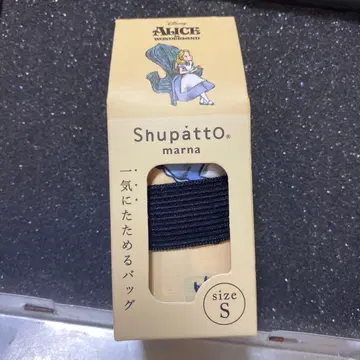 Disney
ALICE
IN
WONDERLAND
Shupatto®
marna
一気にたためるバッグ
size
S